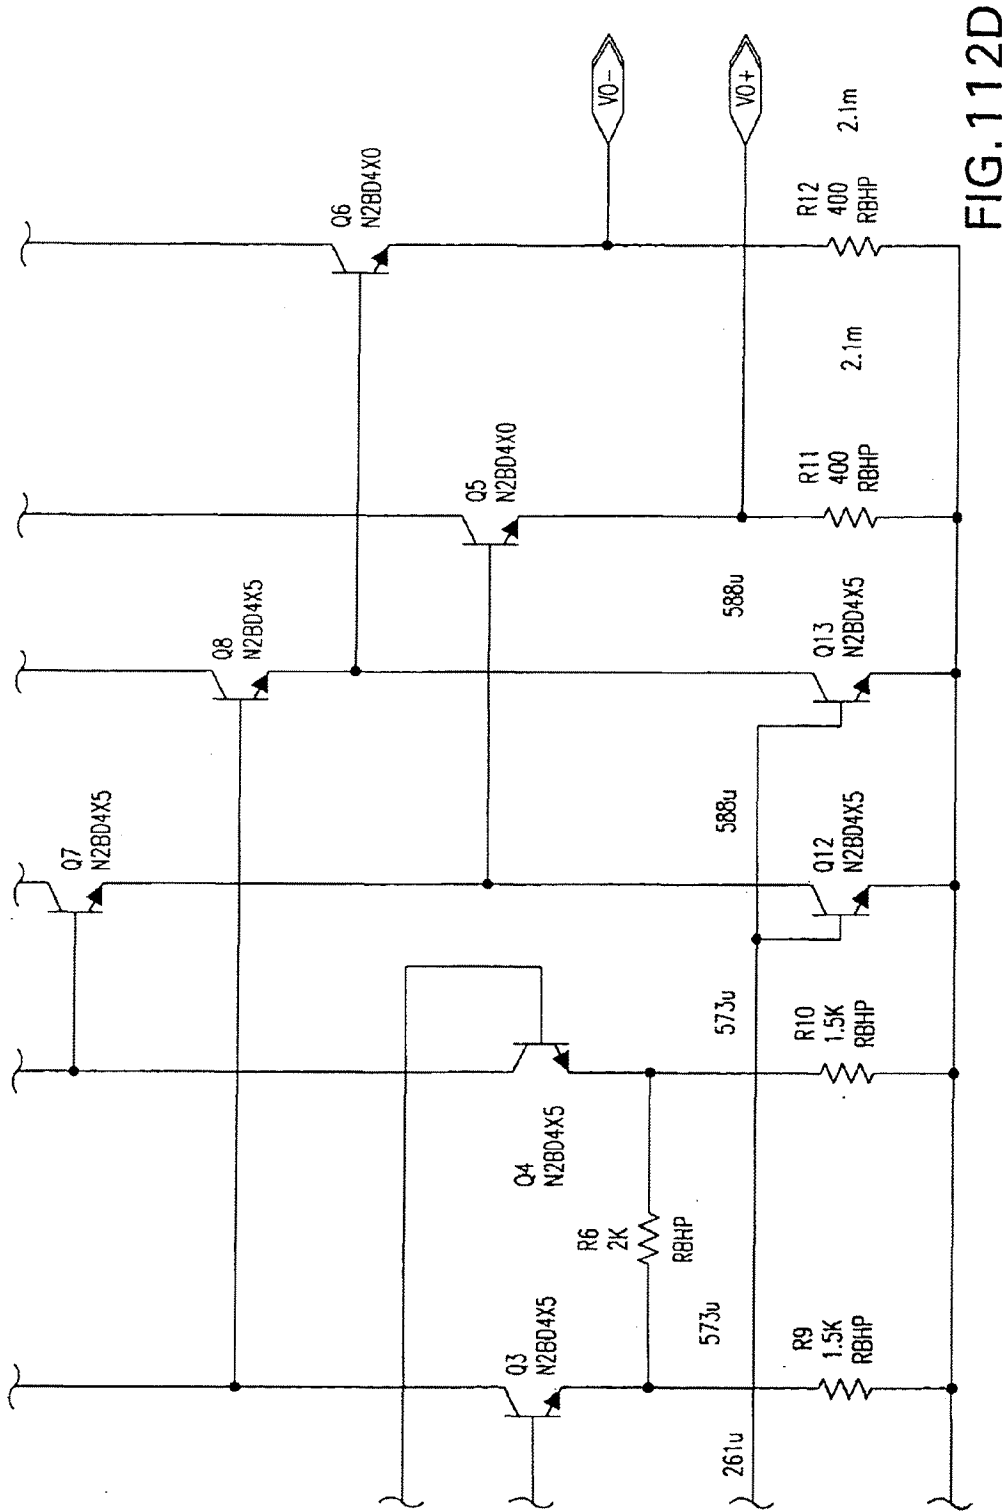 Q6
N2BD4X0
VO-
VO+
R12
400
RBHP
2.1m
Q5
N2BD4X0
R11
400
RBHP
2.1m
Q8
N2BD4X5
588u
Q13
N2BD4X5
Q7
N2BD4X5
588u
Q12
N2BD4X5
Q4
N2BD4X5
573u
R10
1.5K
RBHP
R6
2K
RBHP
Q3
N2BD4X5
573u
R9
1.5K
RBHP
261u
FIG.112D